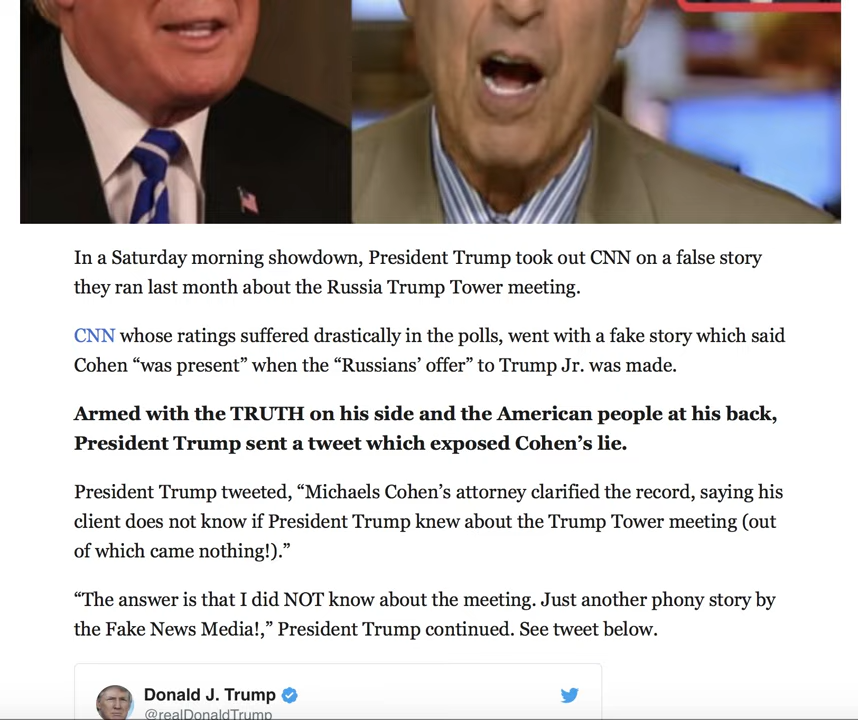 In a Saturday morning showdown, President Trump took out CNN on a false story
they ran last month about the Russia Trump Tower meeting.
CNN whose ratings suffered drastically in the polls, went with a fake story which said
Cohen “was present” when the “Russians’ offer” to Trump Jr. was made.
Armed with the TRUTH on his side and the American people at his back,
President Trump sent a tweet which exposed Cohen’s lie.
President Trump tweeted, “Michaels Cohen’s attorney clarified the record, saying his
client does not know if President Trump knew about the Trump Tower meeting (out
of which came nothing!).”
“The answer is that I did NOT know about the meeting. Just another phony story by
the Fake News Media!,” President Trump continued. See tweet below.
Donald J. Trump
@realDonaldTrump